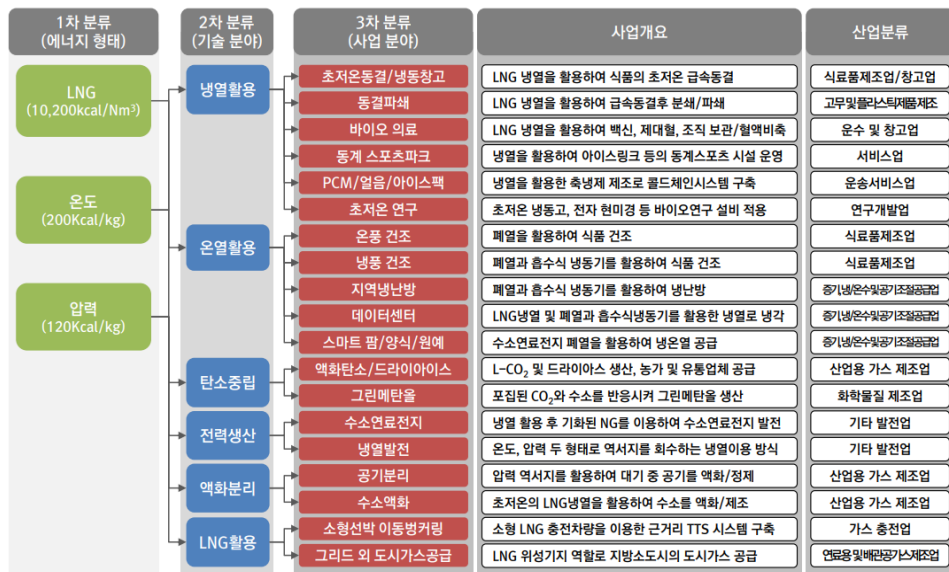 1차 분류
(에너지 형태)
2차 분류
(기술 분야)
3차 분류
(사업 분야)
사업개요
산업분류
LNG
(10,200kcal/Nm³)
온도
(200Kcal/kg)
압력
(120Kcal/kg)
냉열활용
온열활용
탄소중립
전력생산
액화분리
LNG활용
초저온동결/냉동창고
LNG 냉열을 활용하여 식품의 초저온 급속동결
식료품제조업/창고업
동결파쇄
LNG 냉열을 활용하여 급속동결후 분쇄/파쇄
고무및플라스틱제품제조
바이오 의료
LNG 냉열을 활용하여 백신, 제대혈, 조직 보관/혈액비축
운수 및 창고업
동계 스포츠파크
냉열을 활용하여 아이스링크 등의 동계스포츠 시설 운영
서비스업
PCM/얼음/아이스팩
냉열을 활용한 축냉제 제조로 콜드체인시스템 구축
운송서비스업
초저온 연구
초저온 냉동고, 전자 현미경 등 바이오연구 설비 적용
연구개발업
온풍 건조
폐열을 활용하여 식품 건조
식료품제조업
냉풍 건조
폐열과 흡수식 냉동기를 활용하여 식품 건조
식료품제조업
지역냉난방
폐열과 흡수식 냉동기를 활용하여 냉난방
증기,냉/온수및공기조절공급업
데이터센터
LNG냉열 및 폐열과 흡수식냉동기를 활용한 냉열로 냉각
증기,냉/온수및공기조절공급업
스마트 팜/양식/원예
수소연료전지 폐열을 활용하여 냉온열 공급
증기,냉/온수및공기조절공급업
액화탄소/드라이아이스
L-CO₂ 및 드라이아스 생산, 농가 및 유통업체 공급
산업용 가스 제조업
그린메탄올
포집된 CO₂와 수소를 반응시켜 그린메탄올 생산
화학물질 제조업
수소연료전지
냉열 활용 후 기화된 NG를 이용하여 수소연료전지 발전
기타 발전업
냉열발전
온도, 압력 두 형태로 역서지를 회수하는 냉열이용 방식
기타 발전업
공기분리
압력 역서지를 활용하여 대기 중 공기를 액화/정제
산업용 가스 제조업
수소액화
초저온의 LNG냉열을 활용하여 수소를 액화/제조
산업용 가스 제조업
소형선박 이동벙커링
소형 LNG 충전차량을 이용한 근거리 TTS 시스템 구축
가스 충전업
그리드 외 도시가스공급
LNG 위성기지 역할로 지방소도시의 도시가스 공급
연료용및배관공가스제조업